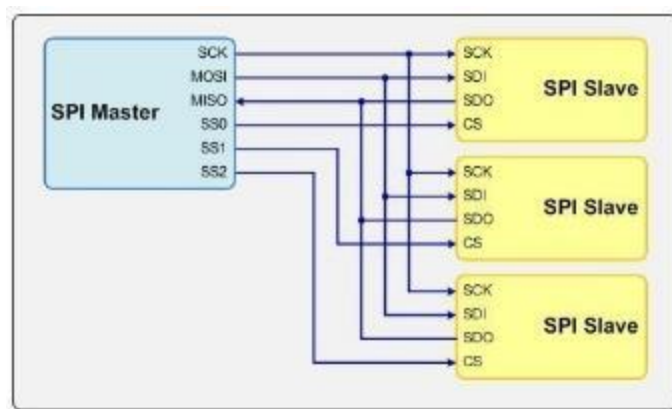 SPI Master
SCK
MOSI
MISO
SS0
SS1
SS2
SCK
SDI
SDO
CS
SPI Slave
SCK
SDI
SDO
CS
SPI Slave
SCK
SDI
SDO
CS
SPI Slave